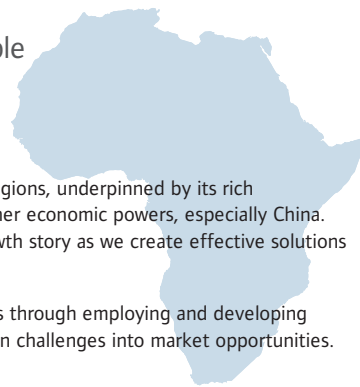 ple
egions, underpinned by its rich
her economic powers, especially China.
wth story as we create effective solutions
s through employing and developing
n challenges into market opportunities.